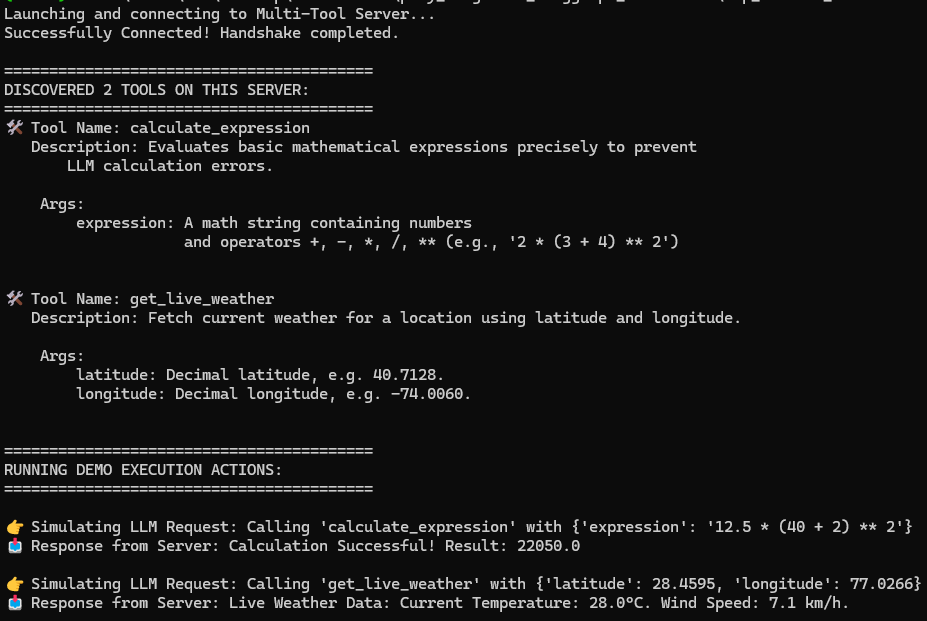 Launching and connecting to Multi-Tool Server...
Successfully Connected! Handshake completed.
=========================================
DISCOVERED 2 TOOLS ON THIS SERVER:
=========================================
🛠️ Tool Name: calculate_expression
Description: Evaluates basic mathematical expressions precisely to prevent
LLM calculation errors.
Args:
expression: A math string containing numbers
and operators +, -, *, /, ** (e.g., '2 * (3 + 4) ** 2')
🛠️ Tool Name: get_live_weather
Description: Fetch current weather for a location using latitude and longitude.
Args:
latitude: Decimal latitude, e.g. 40.7128.
longitude: Decimal longitude, e.g. -74.0060.
=========================================
RUNNING DEMO EXECUTION ACTIONS:
=========================================
👉 Simulating LLM Request: Calling 'calculate_expression' with {'expression': '12.5 * (40 + 2) ** 2'}
📩 Response from Server: Calculation Successful! Result: 22050.0
👉 Simulating LLM Request: Calling 'get_live_weather' with {'latitude': 28.4595, 'longitude': 77.0266}
📩 Response from Server: Live Weather Data: Current Temperature: 28.0°C. Wind Speed: 7.1 km/h.